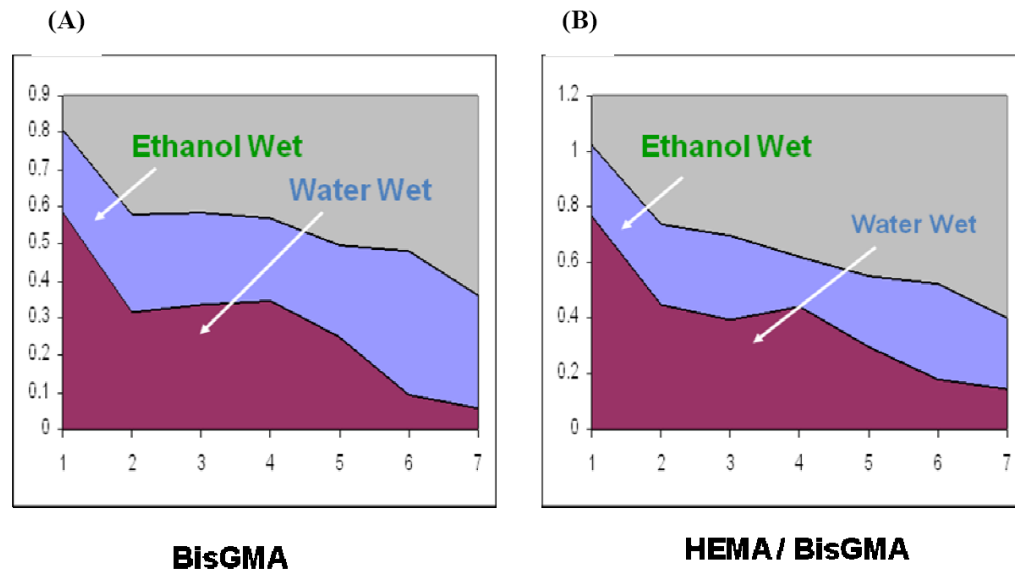 (A)
(B)
0.9
0.8
0.7
0.6
0.5
0.4
0.3
0.2
0.1
0
Ethanol Wet
Water Wet
1 2 3 4 5 6 7
BisGMA
1.2
1
0.8
0.6
0.4
0.2
0
Ethanol Wet
Water Wet
1 2 3 4 5 6 7
HEMA / BisGMA